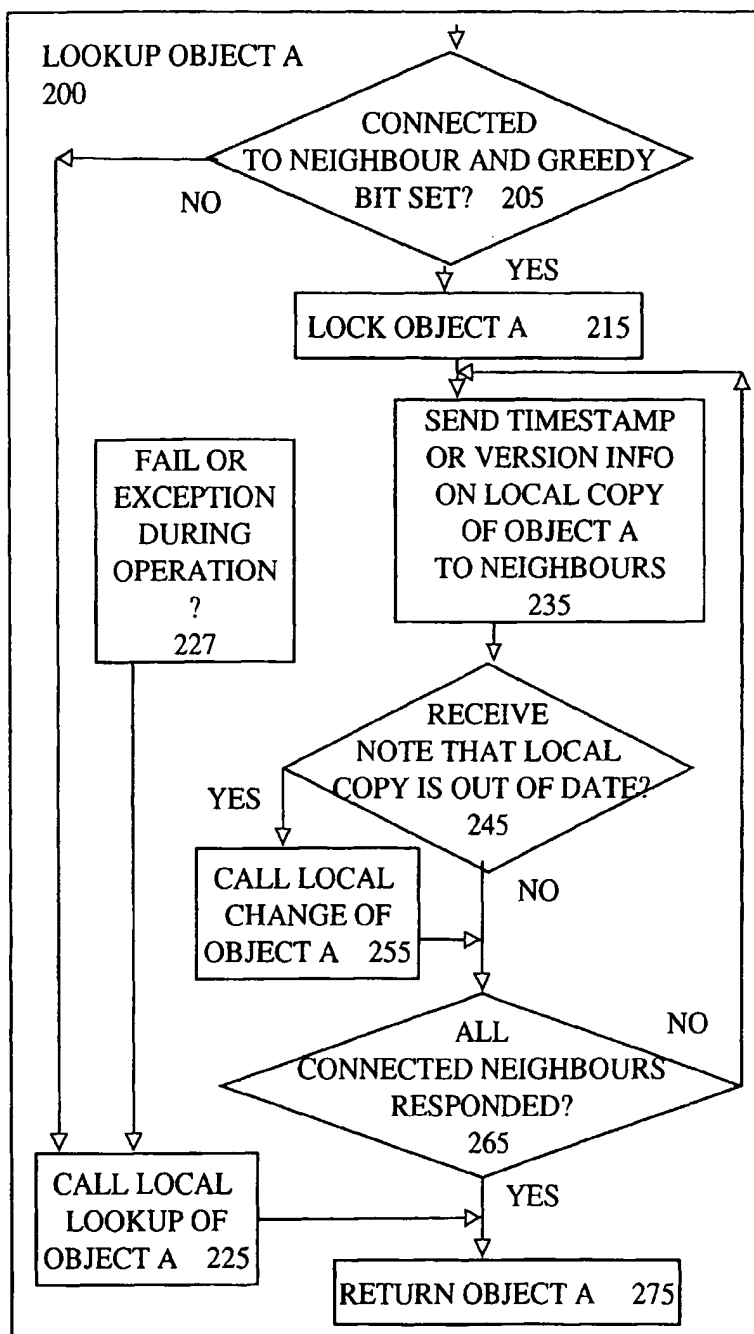 LOOKUP OBJECT A
200
CONNECTED
TO NEIGHBOUR AND GREEDY
BIT SET? 205
NO
YES
LOCK OBJECT A 215
SEND TIMESTAMP
OR VERSION INFO
ON LOCAL COPY
OF OBJECT A
TO NEIGHBOURS
235
FAIL OR
EXCEPTION
DURING
OPERATION
?
227
RECEIVE
NOTE THAT LOCAL
COPY IS OUT OF DATE?
245
YES
NO
CALL LOCAL
CHANGE OF
OBJECT A 255
ALL
CONNECTED NEIGHBOURS
RESPONDED?
265
NO
YES
CALL LOCAL
LOOKUP OF
OBJECT A 225
RETURN OBJECT A 275